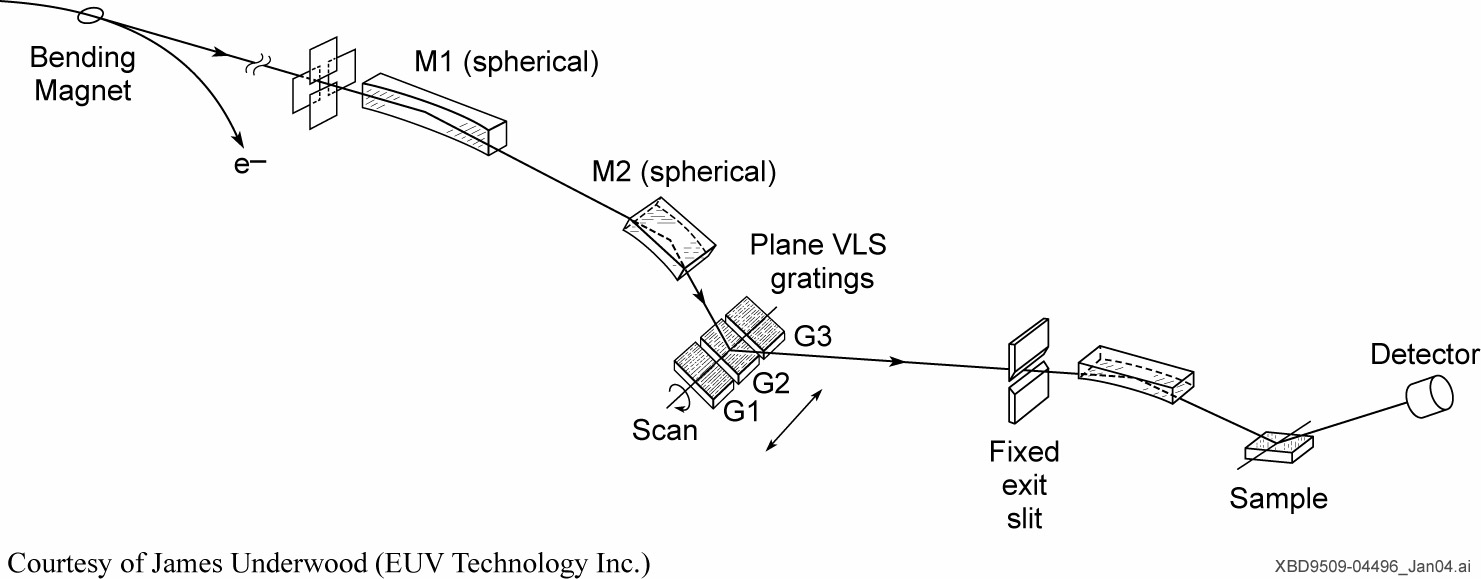 Bending
Magnet
e–
M1 (spherical)
M2 (spherical)
Plane VLS
gratings
G3
G2
G1
Scan
Fixed
exit
slit
Detector
Sample
Courtesy of James Underwood (EUV Technology Inc.)
XBD9509-04496_Jan04.ai